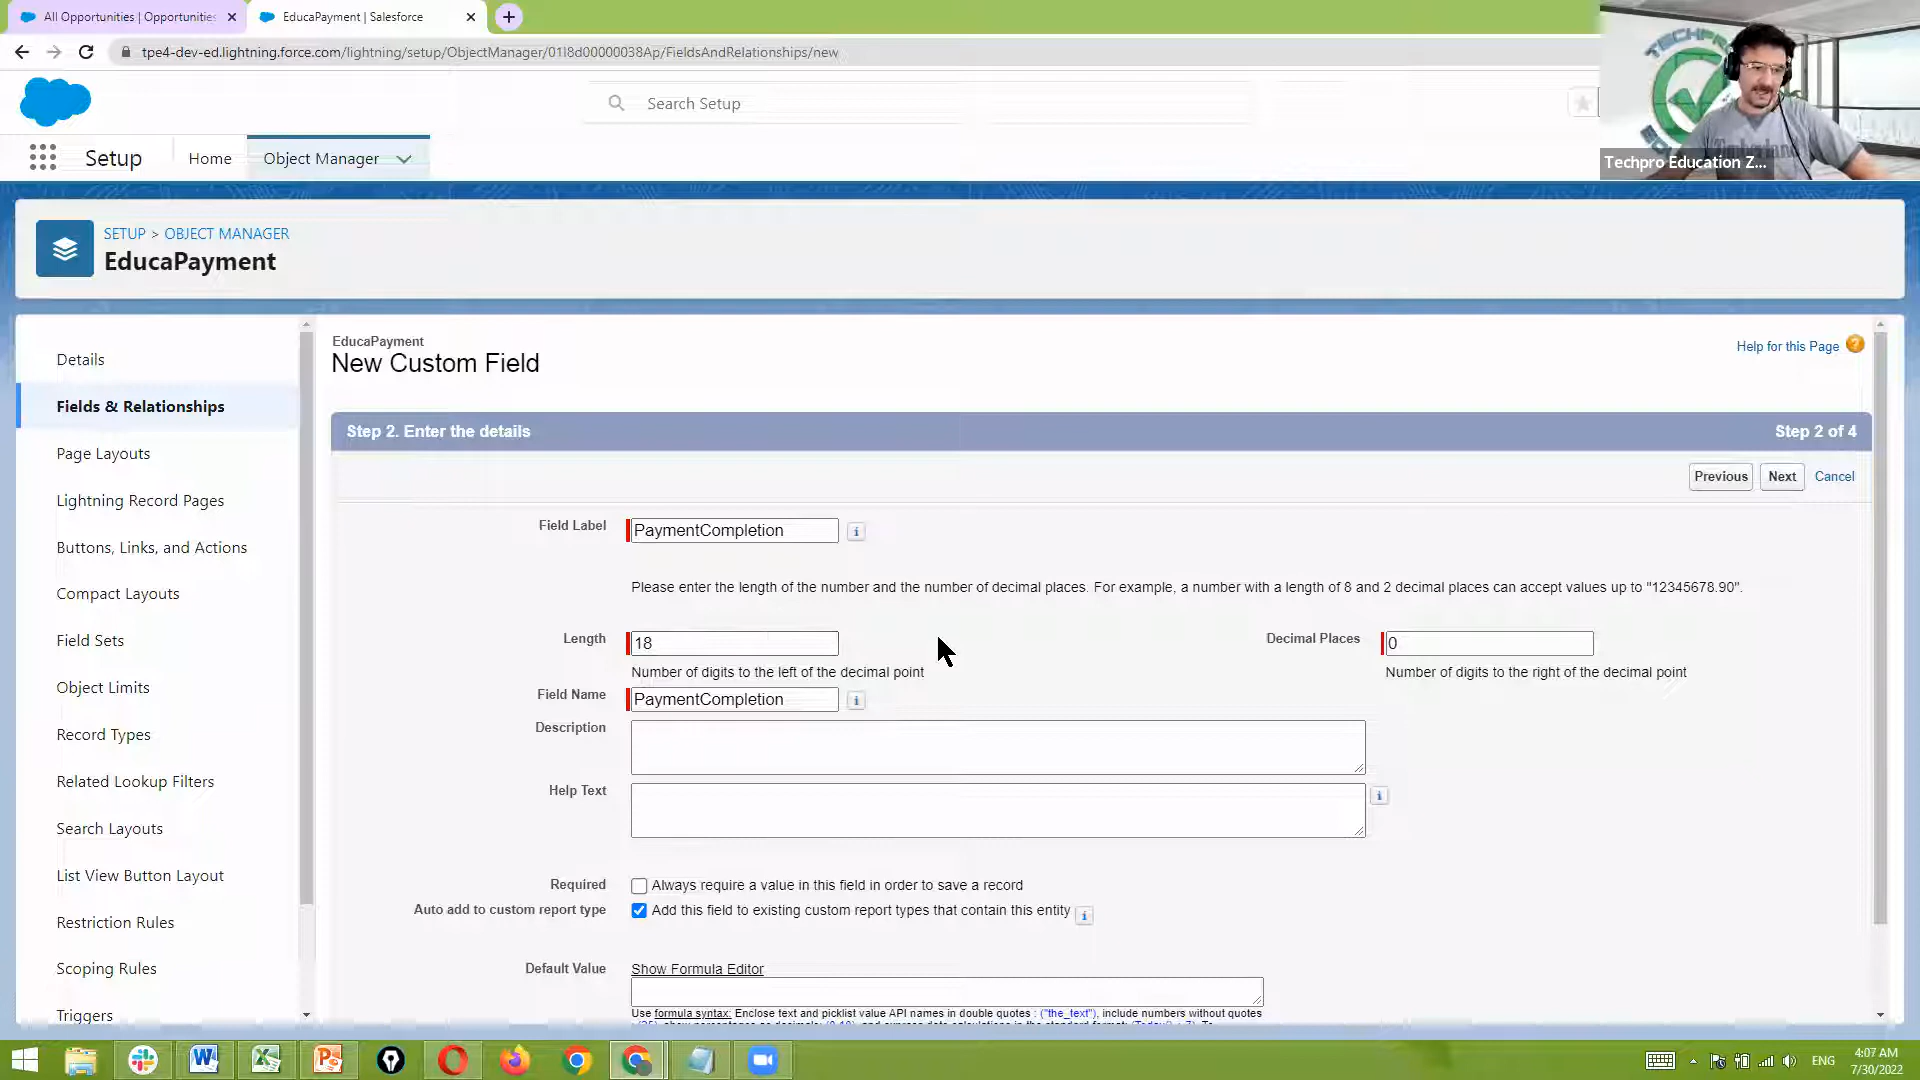 All Opportunities | Opportunities
EducaPayment | Salesforce
tpe4-dev-ed.lightning.force.com/lightning/setup/ObjectManager/01I8d00000038Ap/FieldsAndRelationships/new
Search Setup
Setup
Home
Object Manager
TECHPRO
Timberland
Techpro Education Z...
SETUP > OBJECT MANAGER
EducaPayment
Details
Fields & Relationships
Page Layouts
Lightning Record Pages
Buttons, Links, and Actions
Compact Layouts
Field Sets
Object Limits
Record Types
Related Lookup Filters
Search Layouts
List View Button Layout
Restriction Rules
Scoping Rules
Triggers
EducaPayment
New Custom Field
Help for this Page
Step 2. Enter the details
Step 2 of 4
Previous
Next
Cancel
Field Label
PaymentCompletion
Please enter the length of the number and the number of decimal places. For example, a number with a length of 8 and 2 decimal places can accept values up to "12345678.90".
Length
18
Decimal Places
0
Number of digits to the left of the decimal point
Number of digits to the right of the decimal point
Field Name
PaymentCompletion
Description
Help Text
Required
Always require a value in this field in order to save a record
Auto add to custom report type
Add this field to existing custom report types that contain this entity
Default Value
Show Formula Editor
Use formula syntax: Enclose text and picklist value API names in double quotes : ("the_text"), include numbers without quotes
ENG
4:07 AM
7/30/2022